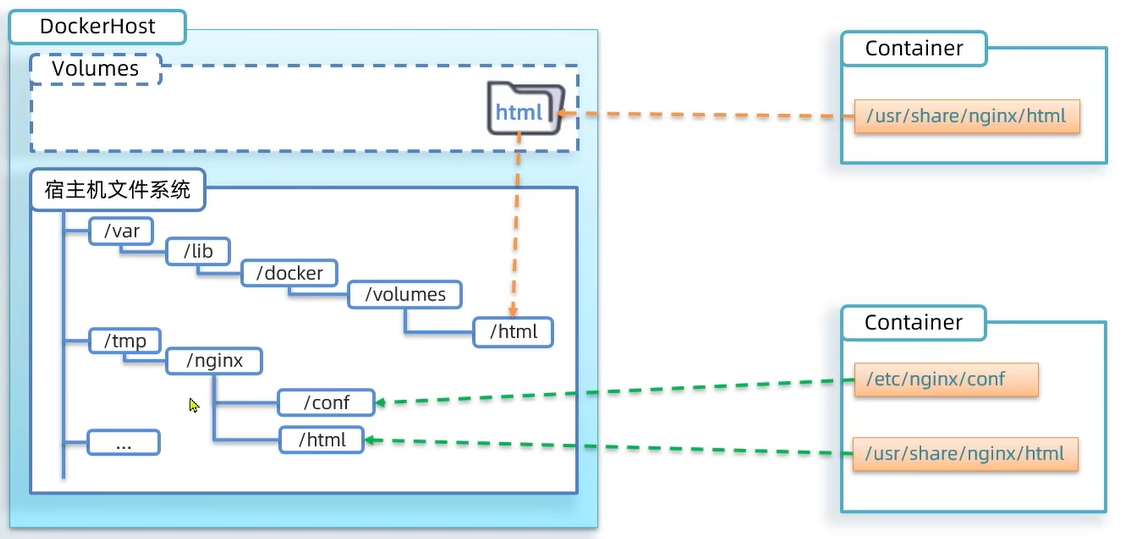 DockerHost
Volumes
html
宿主机文件系统
/var
/lib
/docker
/volumes
/html
/tmp
/nginx
/conf
/html
...
Container
/usr/share/nginx/html
Container
/etc/nginx/conf
/usr/share/nginx/html